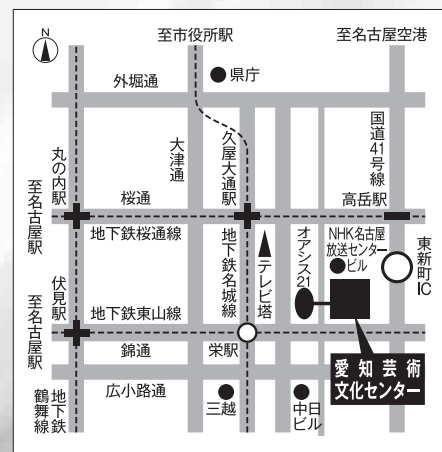 N
至市役所駅
至名古屋空港
県庁
外堀通
大津通
久屋大通駅
国道41号線
丸の内駅
至名古屋駅
桜通
高岳駅
地下鉄桜通線
地下鉄名城線
テレビ塔
オアシス21
NHK名古屋
放送センター
ビル
東新町IC
伏見駅
至名古屋駅
地下鉄東山線
錦通
栄駅
愛知芸術
文化センター
地下鉄
鶴舞線
広小路通
三越
中日
ビル